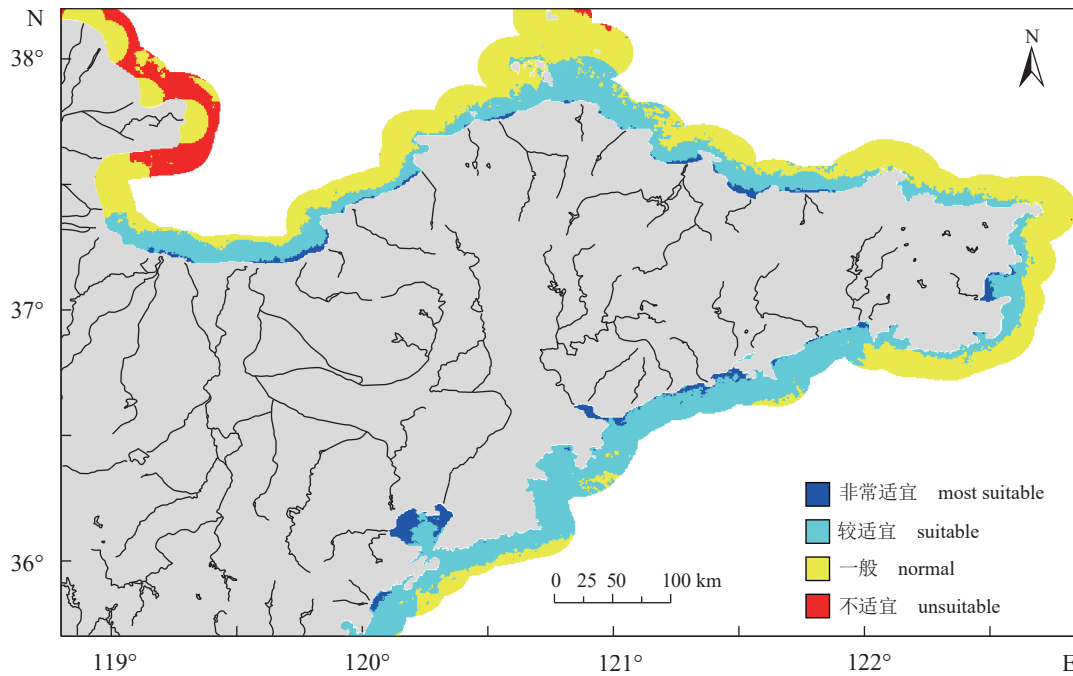 N
38°
37°
36°
N
非常适宜 most suitable
较适宜 suitable
一般 normal
不适宜 unsuitable
0 25 50 100 km
119° 120° 121° 122° E